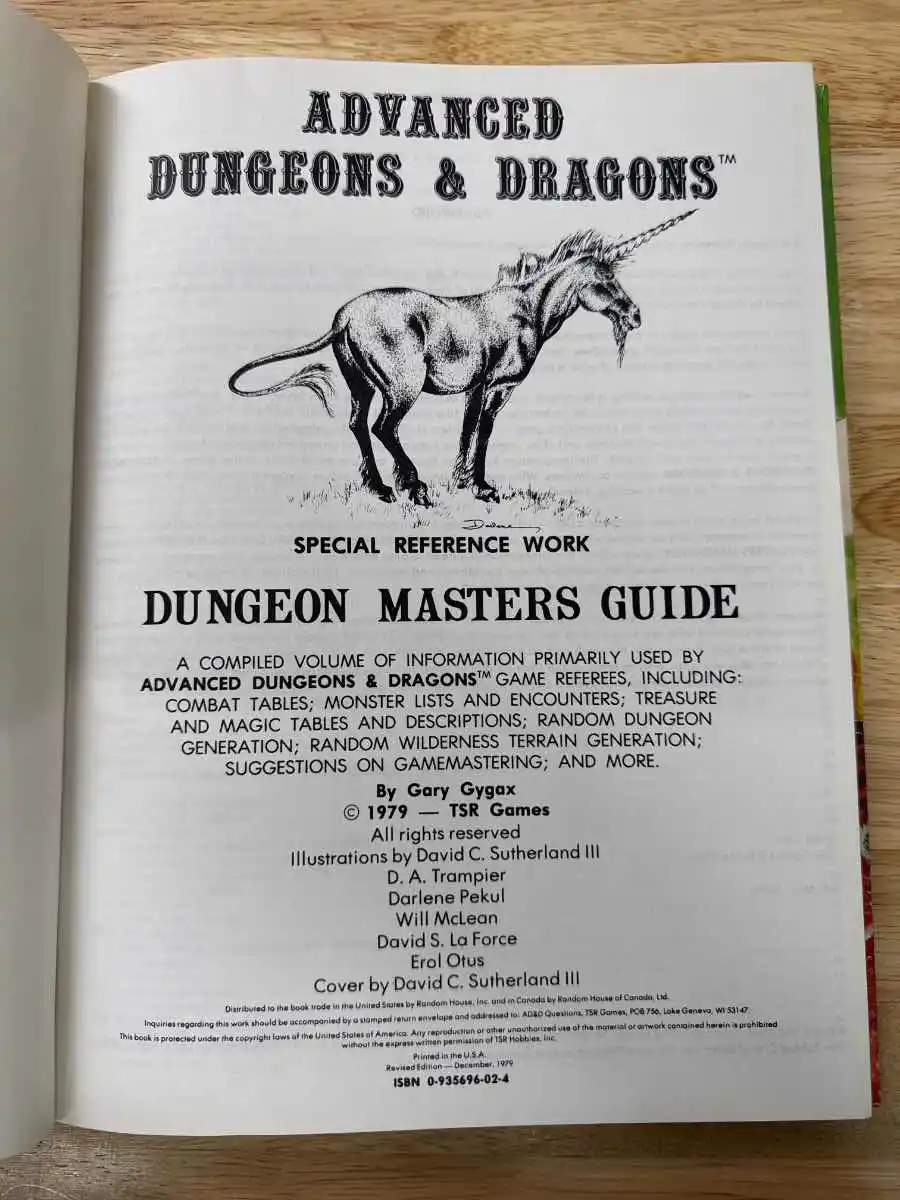 ADVANCED
DUNGEONS & DRAGONS™
Darlene
SPECIAL REFERENCE WORK
DUNGEON MASTERS GUIDE
A COMPILED VOLUME OF INFORMATION PRIMARILY USED BY
ADVANCED DUNGEONS & DRAGONS™ GAME REFEREES, INCLUDING:
COMBAT TABLES; MONSTER LISTS AND ENCOUNTERS; TREASURE
AND MAGIC TABLES AND DESCRIPTIONS; RANDOM DUNGEON
GENERATION; RANDOM WILDERNESS TERRAIN GENERATION;
SUGGESTIONS ON GAMEMASTERING; AND MORE.
By Gary Gygax
© 1979 — TSR Games
All rights reserved
Illustrations by David C. Sutherland III
D. A. Trampier
Darlene Pekul
Will McLean
David S. La Force
Erol Otus
Cover by David C. Sutherland III
Distributed to the book trade in the United States by Random House, Inc. and in Canada by Random House of Canada, Ltd.
Inquiries regarding this work should be accompanied by a stamped return envelope and addressed to: AD&D Questions, TSR Games, POB 756, Lake Geneva, WI 53147.
This book is protected under the copyright laws of the United States of America. Any reproduction or other unauthorized use of the material or artwork contained herein is prohibited
without the express written permission of TSR Hobbies, Inc.
Printed in the U.S.A.
Revised Edition — December, 1979
ISBN 0-935696-02-4